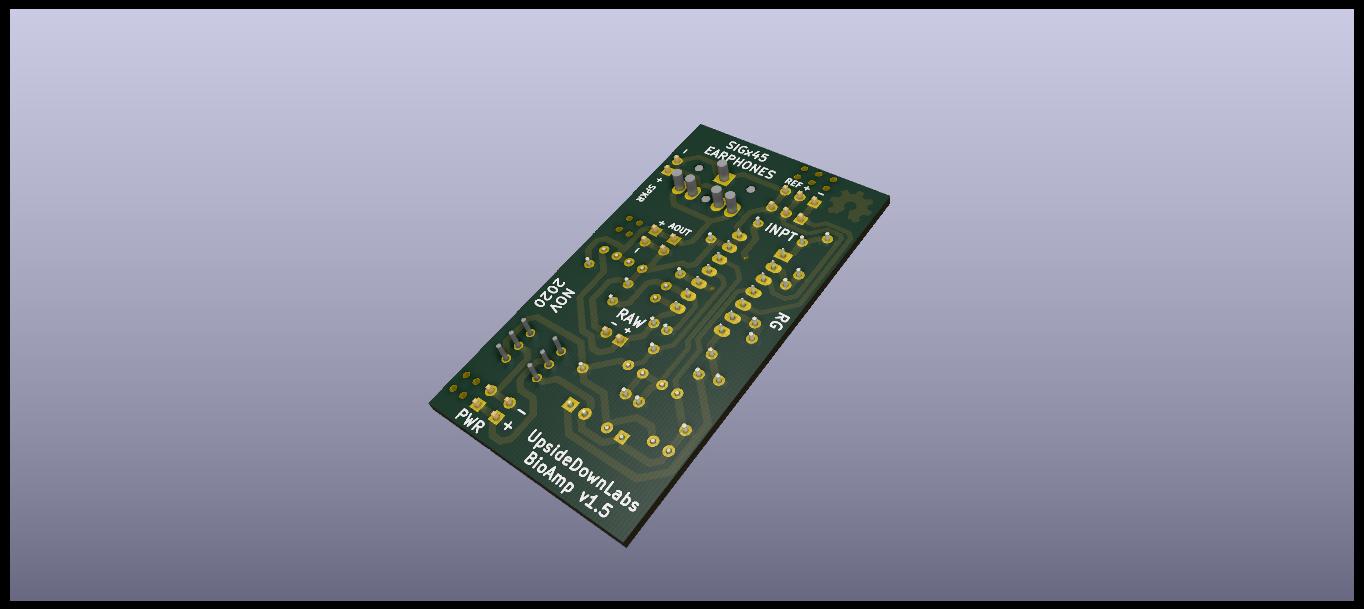 SIGx45
EARPHONES
-
+ SPKR
REF + -
+ AOUT
-
INPT
NOV
2020
RAW
- +
RG
PWR
-
+
UpsideDownLabs
BioAmp v1.5